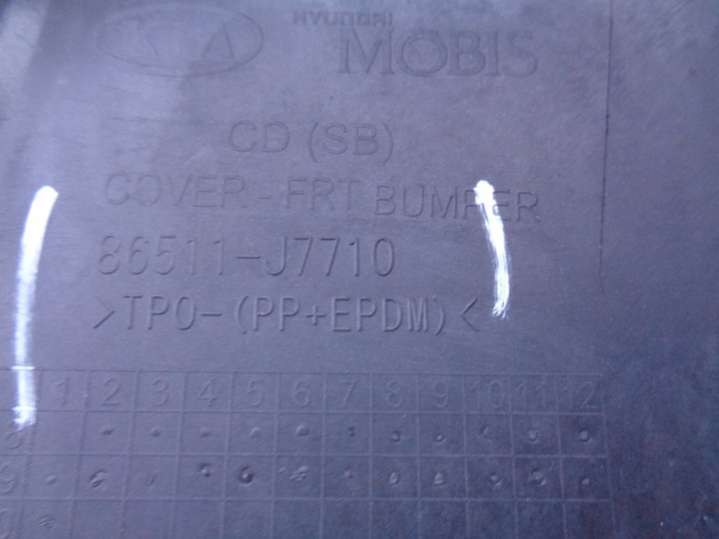 KIA HYUNDAI
MOBIS
CD (SB)
COVER-FRT BUMPER
86511-J7710
>TPO-(PP+EPDM)<
1 2 3 4 5 6 7 8 9 10 11 12